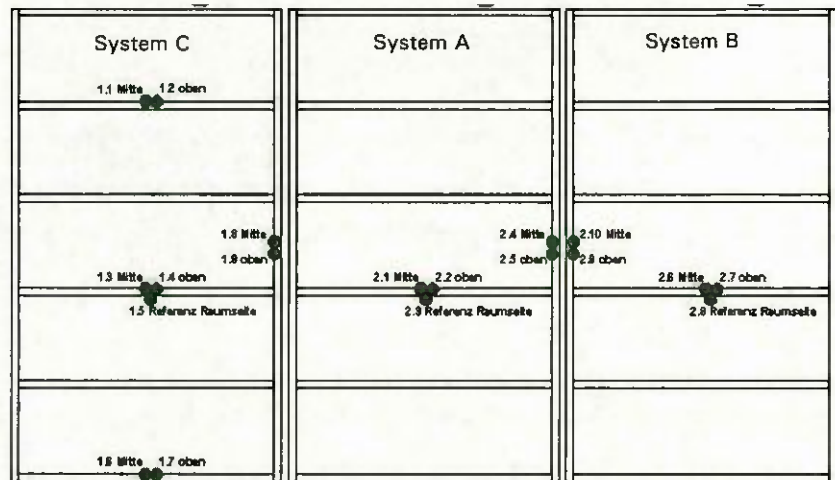 System C
System A
System B
1.1 Mitte 1.2 oben
1.8 Mitte
1.9 oben
2.4 Mitte
2.5 oben
2.10 Mitte
2.9 oben
1.3 Mitte 1.4 oben
1.5 Referenz Raumseite
2.1 Mitte 2.2 oben
2.3 Referenz Raumseite
2.6 Mitte 2.7 oben
2.8 Referenz Raumseite
1.6 Mitte 1.7 oben